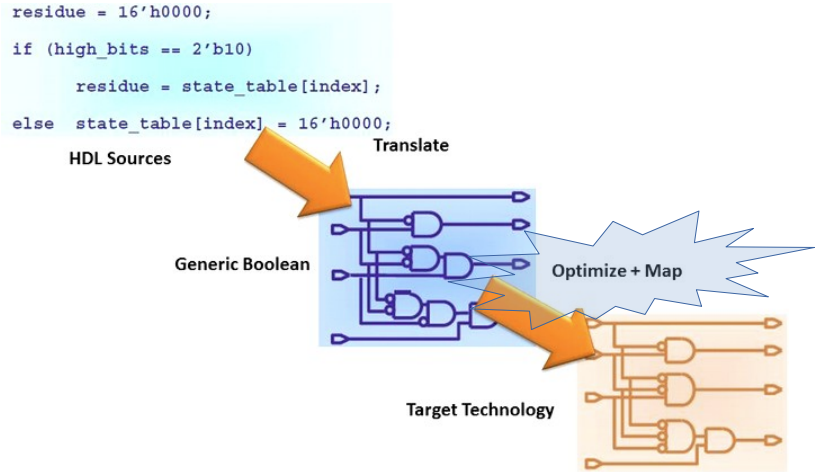 residue = 16’h0000;
if (high_bits == 2’b10)
residue = state_table[index];
else state_table[index] = 16’h0000;
HDL Sources
Translate
Generic Boolean
Optimize + Map
Target Technology